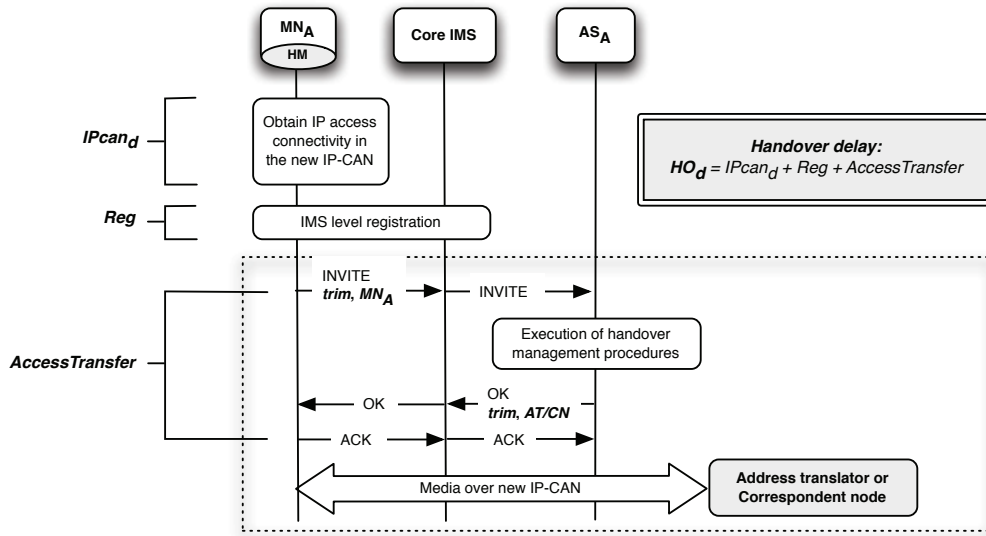 MNA
HM
Core IMS
ASA
IPcand
Obtain IP access
connectivity in
the new IP-CAN
Handover delay:
HOd = IPcand + Reg + AccessTransfer
Reg
IMS level registration
INVITE
trim, MNA
INVITE
Execution of handover
management procedures
AccessTransfer
OK
OK
trim, AT/CN
ACK
ACK
Media over new IP-CAN
Address translator or
Correspondent node